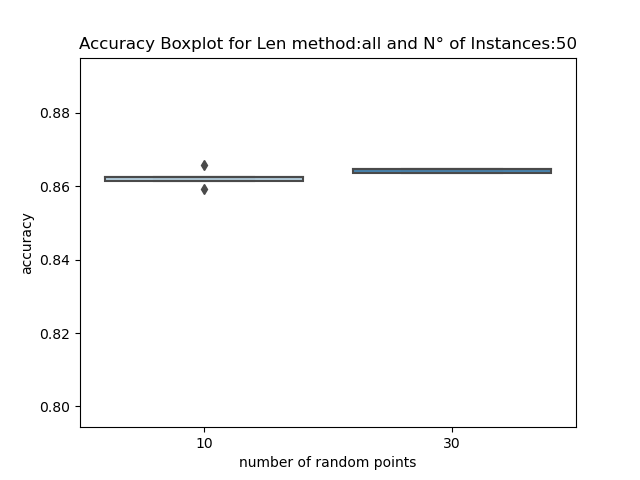 Accuracy Boxplot for Len method:all and N° of Instances:50
0.88
0.86
0.84
0.82
0.80
accuracy
10
30
number of random points